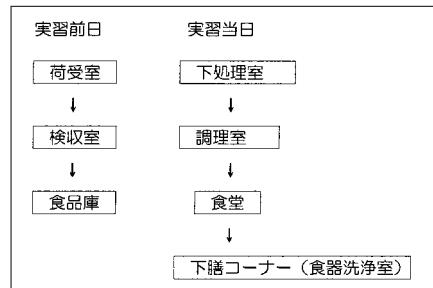 実習前日 実習当日
荷受室 下処理室
↓ ↓
検収室 調理室
↓ ↓
食品庫 食堂
↓
下膳コーナー（食器洗浄室）